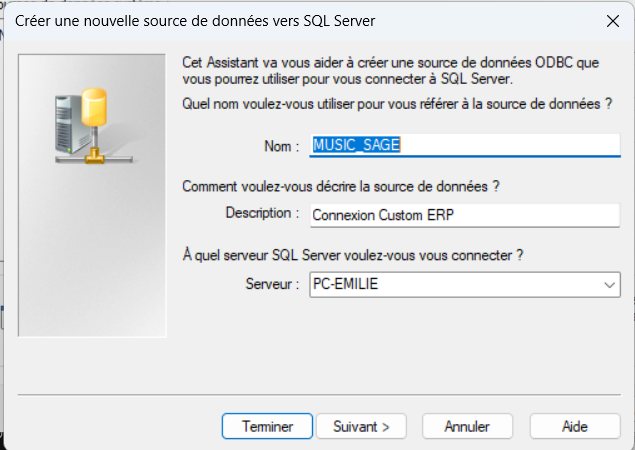 Créer une nouvelle source de données vers SQL Server
Cet Assistant va vous aider à créer une source de données ODBC que
vous pourrez utiliser pour vous connecter à SQL Server.
Quel nom voulez-vous utiliser pour vous référer à la source de données ?
Nom : MUSIC_SAGE
Comment voulez-vous décrire la source de données ?
Description : Connexion Custom ERP
À quel serveur SQL Server voulez-vous vous connecter ?
Serveur : PC-EMILIE
Terminer Suivant > Annuler Aide